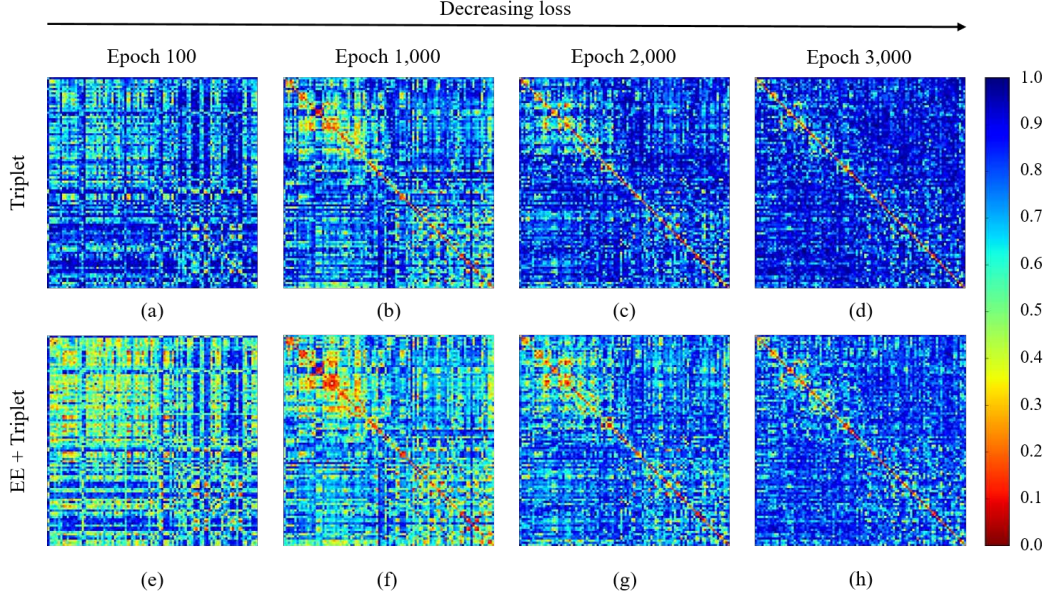 Decreasing loss
Epoch 100 Epoch 1,000 Epoch 2,000 Epoch 3,000
Triplet
(a) (b) (c) (d)
EE + Triplet
(e) (f) (g) (h)
1.0
0.9
0.8
0.7
0.6
0.5
0.4
0.3
0.2
0.1
0.0